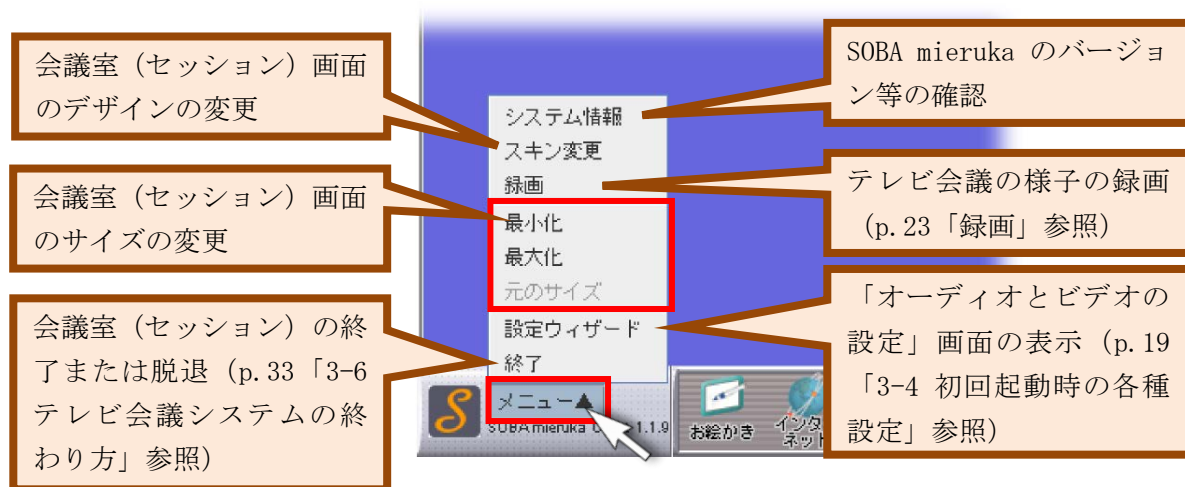 会議室（セッション）画面
のデザインの変更
会議室（セッション）画面
のサイズの変更
会議室（セッション）の終
了または脱退（p.33「3-6
テレビ会議システムの終
わり方」参照）
システム情報
スキン変更
録画
最小化
最大化
元のサイズ
設定ウィザード
終了
メニュー▲
SOBA mieruka
1.1.9
お絵かき
SOBA mieruka のバージョ
ン等の確認
テレビ会議の様子の録画
（p.23「録画」参照）
「オーディオとビデオの
設定」画面の表示（p.19
「3-4 初回起動時の各種
設定」参照）